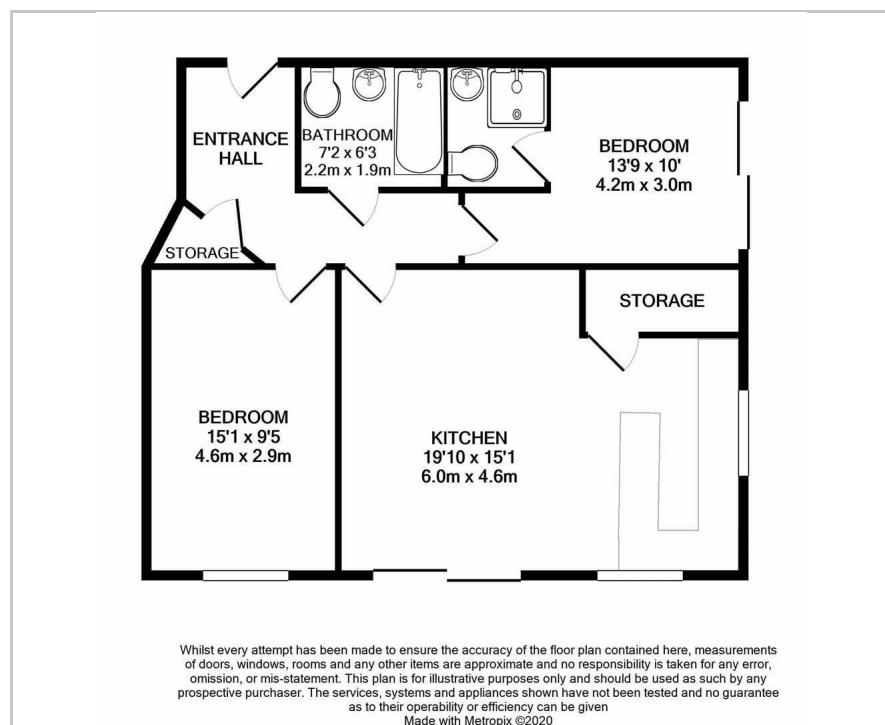 ENTRANCE
HALL
BATHROOM
7'2 x 6'3
2.2m x 1.9m
BEDROOM
13'9 x 10'
4.2m x 3.0m
STORAGE
STORAGE
BEDROOM
15'1 x 9'5
4.6m x 2.9m
KITCHEN
19'10 x 15'1
6.0m x 4.6m
Whilst every attempt has been made to ensure the accuracy of the floor plan contained here, measurements
of doors, windows, rooms and any other items are approximate and no responsibility is taken for any error,
omission, or mis-statement. This plan is for illustrative purposes only and should be used as such by any
prospective purchaser. The services, systems and appliances shown have not been tested and no guarantee
as to their operability or efficiency can be given
Made with Metropix ©2020